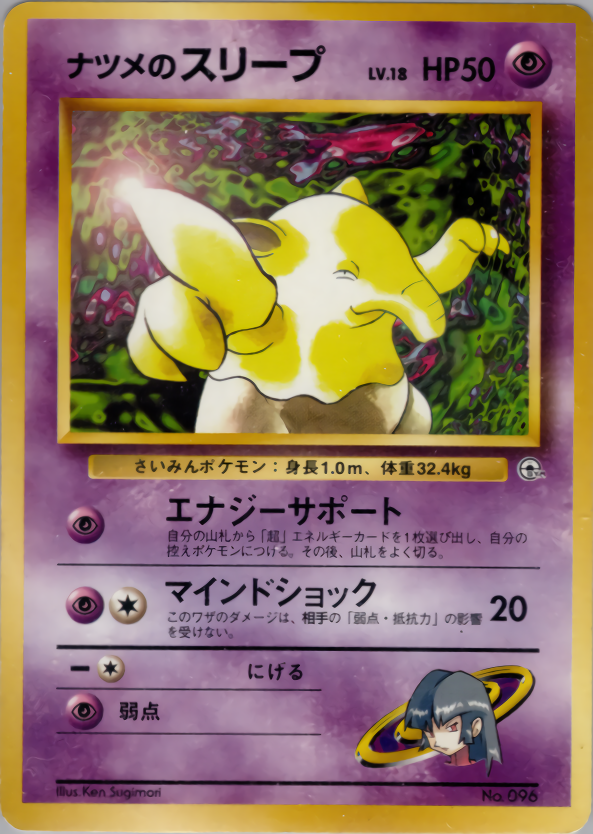 ナツメのスリープ LV.18 HP50
さいみんポケモン：身長1.0m、体重32.4kg
エナジーサポート
自分の山札から「超」エネルギーカードを1枚選び出し、自分の
控えポケモンにつける。その後、山札をよく切る。
マインドショック 20
このワザのダメージは、相手の「弱点・抵抗力」の影響
を受けない。
にげる
弱点
Illus.Ken Sugimori No.096